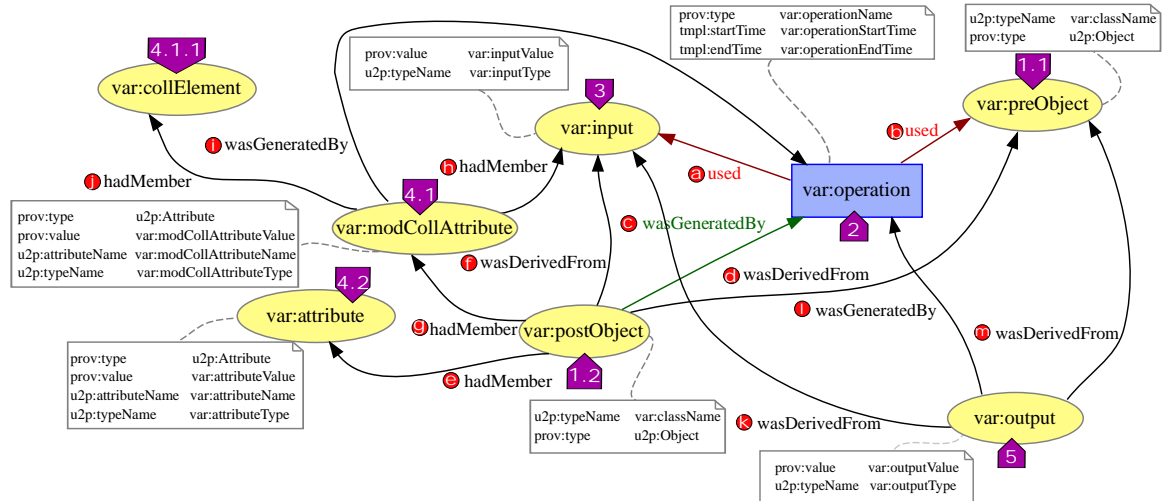 prov:type var:operationName
tmpl:startTime var:operationStartTime
tmpl:endTime var:operationEndTime
u2p:typeName var:className
prov:type u2p:Object
prov:value var:inputValue
u2p:typeName var:inputType
4.1.1
var:collElement
3
var:input
1.1
var:preObject
b used
a used
i wasGeneratedBy
h hadMember
j hadMember
var:operation
2
4.1
var:modCollAttribute
c wasGeneratedBy
prov:type u2p:Attribute
prov:value var:modCollAttributeValue
u2p:attributeName var:modCollAttributeName
u2p:typeName var:modCollAttributeType
f wasDerivedFrom
d wasDerivedFrom
4.2
var:attribute
l wasGeneratedBy
g hadMember
var:postObject
m wasDerivedFrom
1.2
e hadMember
prov:type u2p:Attribute
prov:value var:attributeValue
u2p:attributeName var:attributeName
u2p:typeName var:attributeType
u2p:typeName var:className
prov:type u2p:Object
k wasDerivedFrom
var:output
5
prov:value var:outputValue
u2p:typeName var:outputType